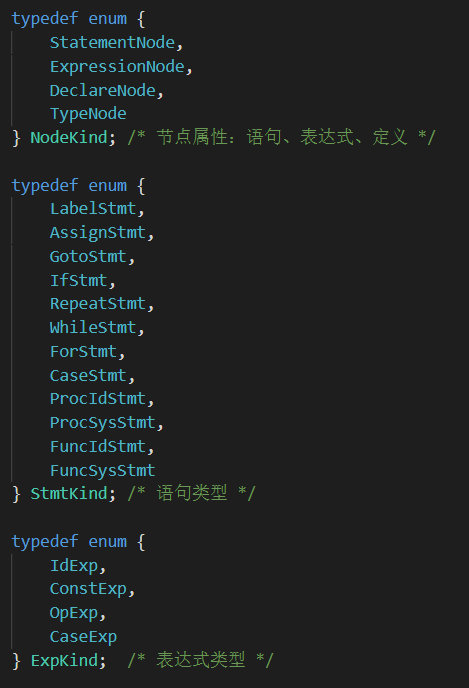 typedef enum {
    StatementNode,
    ExpressionNode,
    DeclareNode,
    TypeNode
} NodeKind; /* 节点属性：语句、表达式、定义 */
typedef enum {
    LabelStmt,
    AssignStmt,
    GotoStmt,
    IfStmt,
    RepeatStmt,
    WhileStmt,
    ForStmt,
    CaseStmt,
    ProcIdStmt,
    ProcSysStmt,
    FuncIdStmt,
    FuncSysStmt
} StmtKind; /* 语句类型 */
typedef enum {
    IdExp,
    ConstExp,
    OpExp,
    CaseExp
} ExpKind;  /* 表达式类型 */